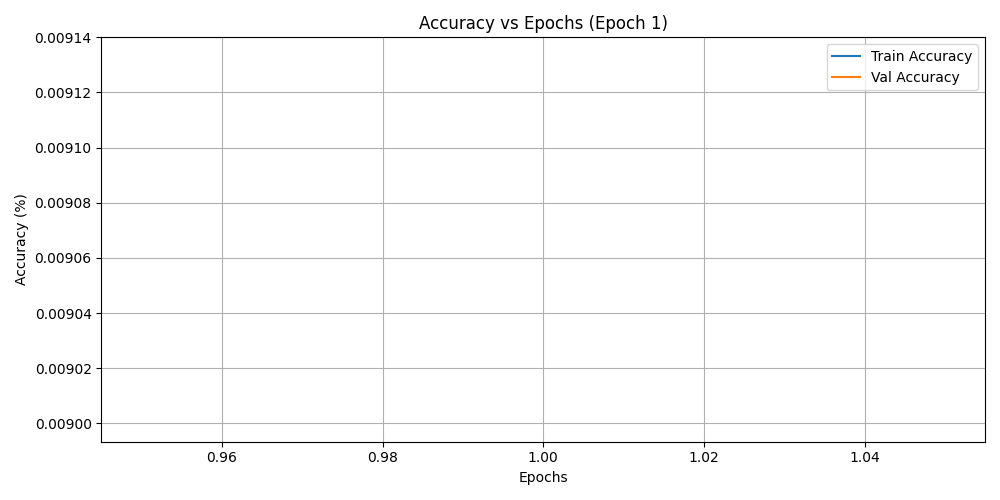 Accuracy vs Epochs (Epoch 1)
Train Accuracy
Val Accuracy
Accuracy (%)
0.00914
0.00912
0.00910
0.00908
0.00906
0.00904
0.00902
0.00900
0.96 0.98 1.00 1.02 1.04
Epochs